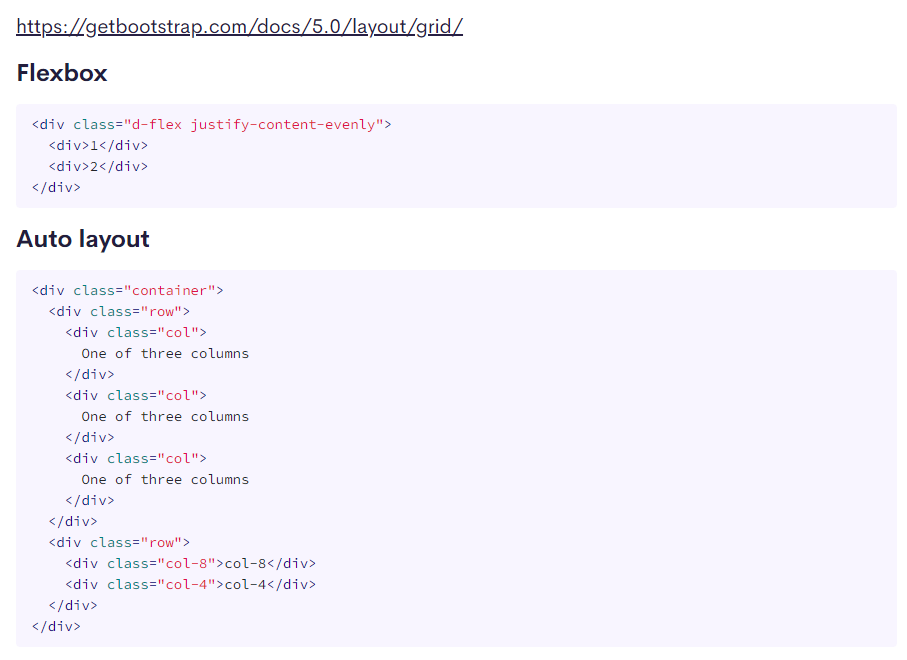 https://getbootstrap.com/docs/5.0/layout/grid/
Flexbox
<div class="d-flex justify-content-evenly">
  <div>1</div>
  <div>2</div>
</div>
Auto layout
<div class="container">
  <div class="row">
    <div class="col">
      One of three columns
    </div>
    <div class="col">
      One of three columns
    </div>
    <div class="col">
      One of three columns
    </div>
  </div>
  <div class="row">
    <div class="col-8">col-8</div>
    <div class="col-4">col-4</div>
  </div>
</div>